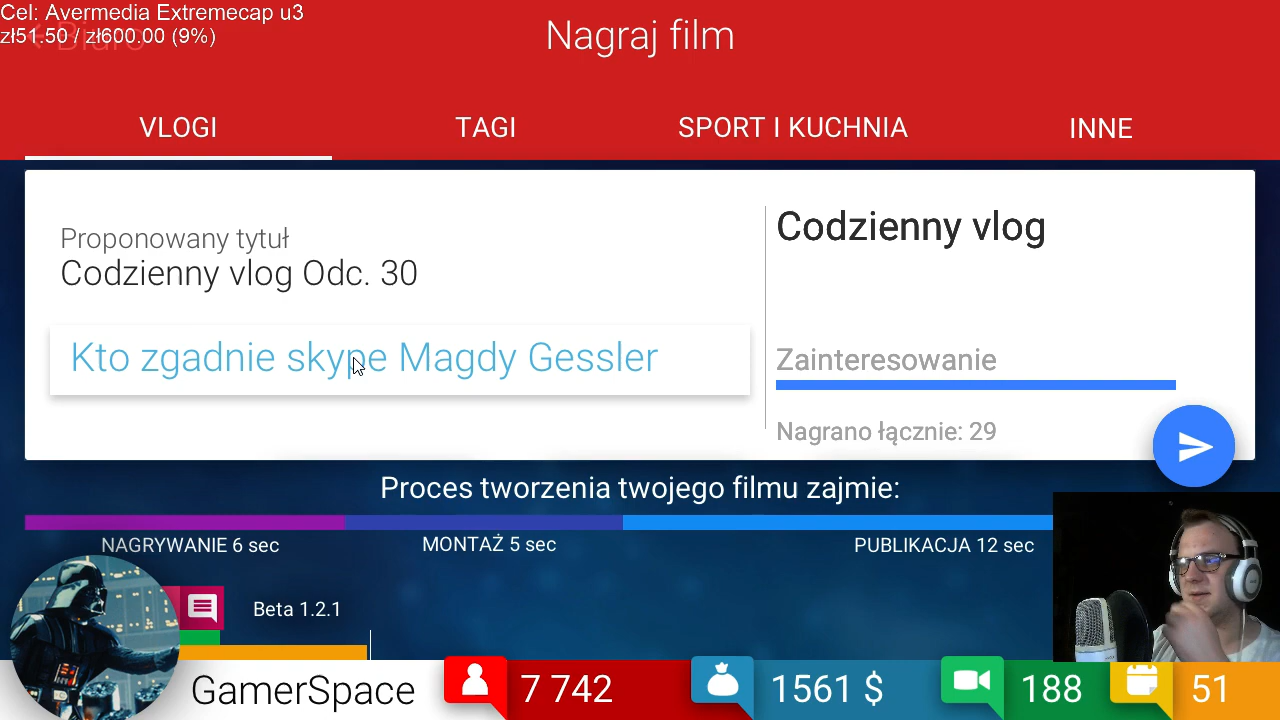 Cel: Avermedia Extremecap u3
zł51.50 / zł600.00 (9%)
Biuro
Nagraj film
VLOGI
TAGI
SPORT I KUCHNIA
INNE
Proponowany tytuł
Codzienny vlog Odc. 30
Kto zgadnie skype Magdy Gessler
Codzienny vlog
Zainteresowanie
Nagrano łącznie: 29
Proces tworzenia twojego filmu zajmie:
NAGRYWANIE 6 sec
MONTAŻ 5 sec
PUBLIKACJA 12 sec
Beta 1.2.1
GamerSpace
7 742
1561 $
188
51